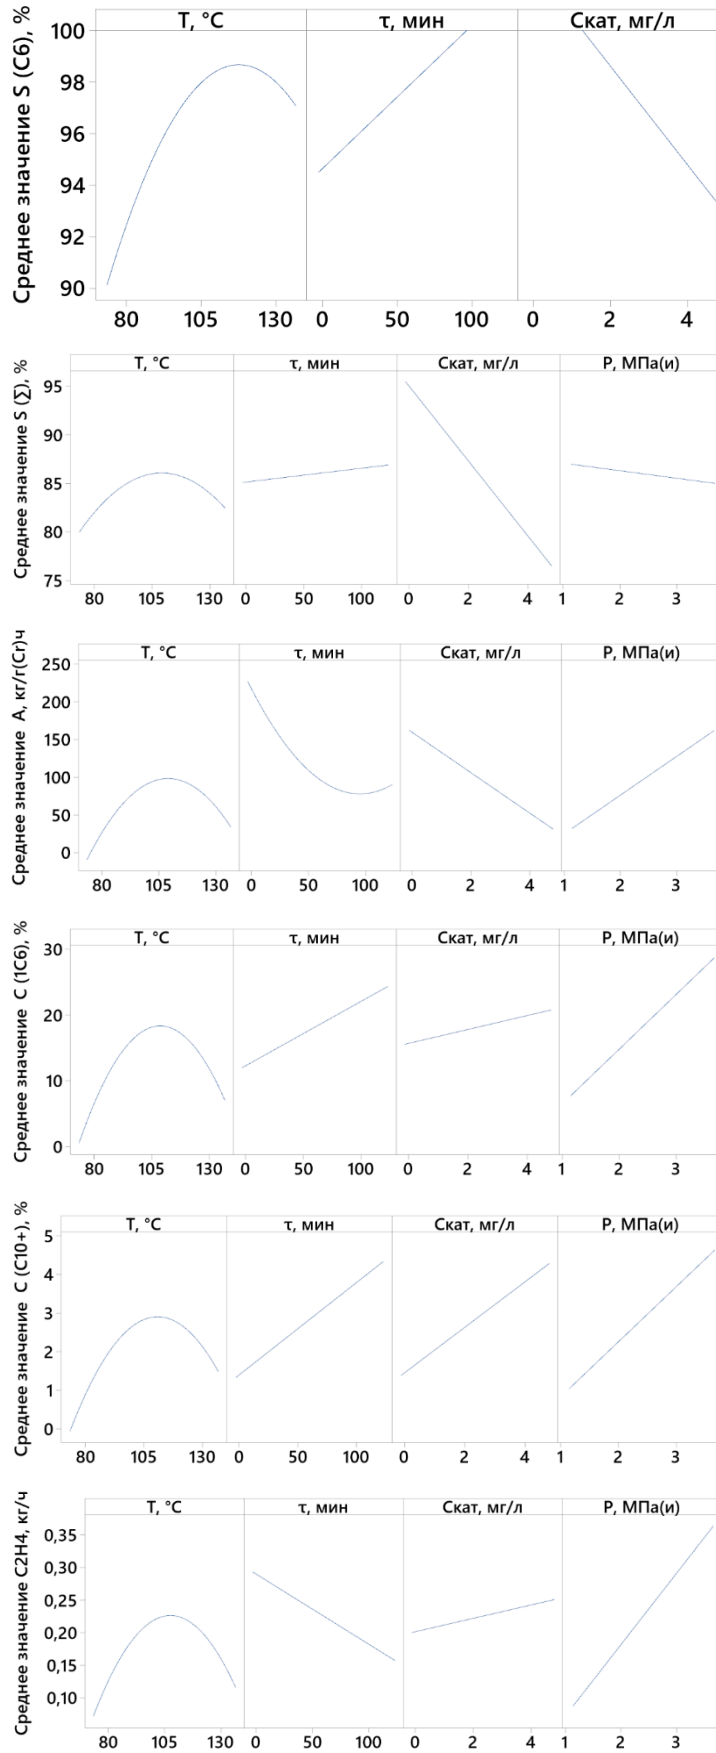 Среднее значение S (C6), %
T, °C τ, мин Скат, мг/л
100
98
96
94
92
90
80 105 130 0 50 100 0 2 4
Среднее значение S (∑), %
T, °C τ, мин Скат, мг/л P, МПа(и)
95
90
85
80
75
80 105 130 0 50 100 0 2 4 1 2 3
Среднее значение A, кг/г(Cr)ч
T, °C τ, мин Скат, мг/л P, МПа(и)
250
200
150
100
50
0
80 105 130 0 50 100 0 2 4 1 2 3
Среднее значение C (1C6), %
T, °C τ, мин Скат, мг/л P, МПа(и)
30
20
10
0
80 105 130 0 50 100 0 2 4 1 2 3
Среднее значение C (C10+), %
T, °C τ, мин Скат, мг/л P, МПа(и)
5
4
3
2
1
0
80 105 130 0 50 100 0 2 4 1 2 3
Среднее значение C2H4, кг/ч
T, °C τ, мин Скат, мг/л P, МПа(и)
0,35
0,30
0,25
0,20
0,15
0,10
80 105 130 0 50 100 0 2 4 1 2 3